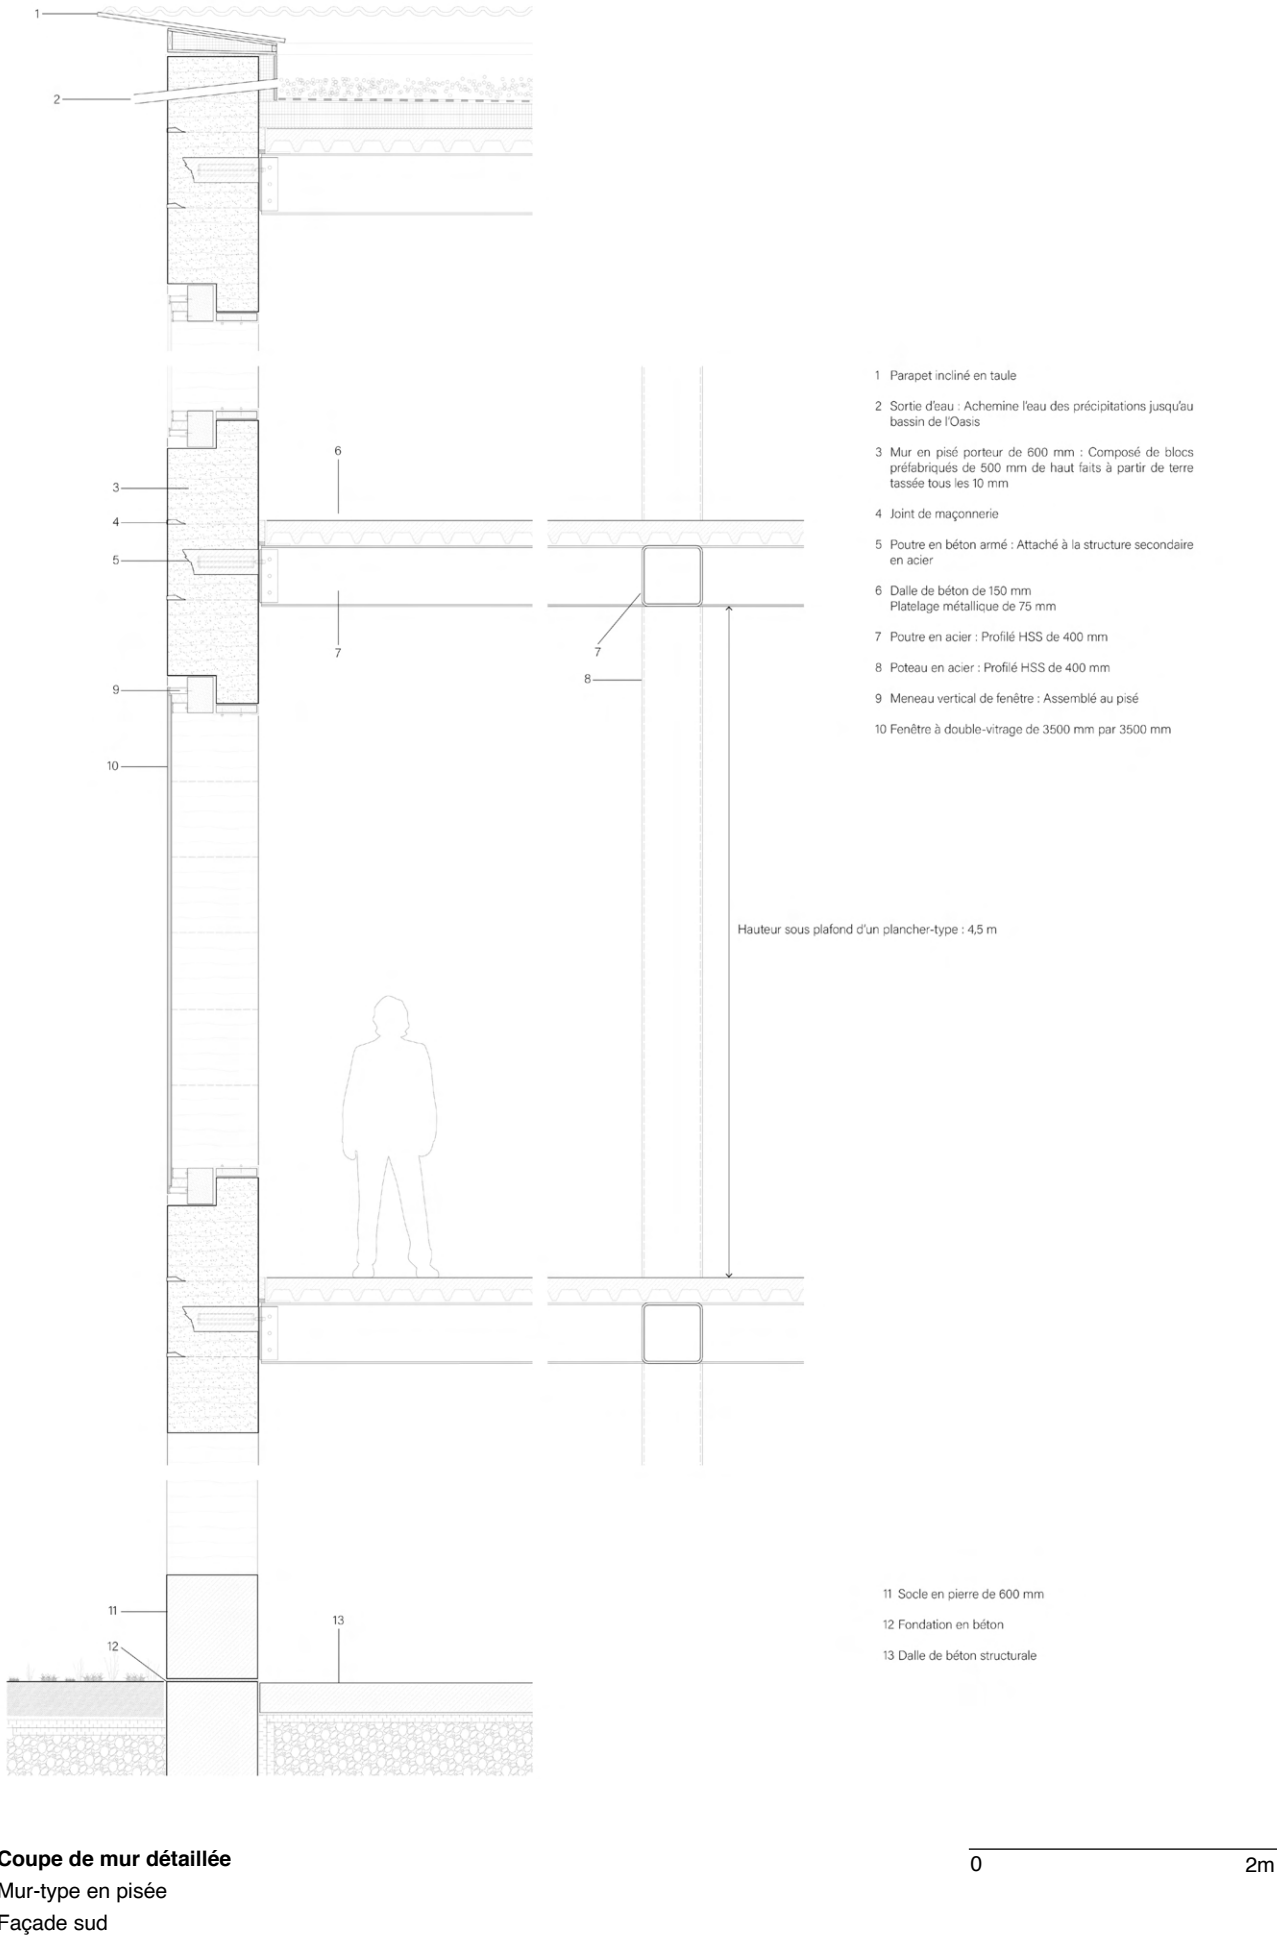 1
2
1 Parapet incliné en taule
2 Sortie d'eau : Achemine l'eau des précipitations jusqu'au
bassin de l'Oasis
3 Mur en pisé porteur de 600 mm : Composé de blocs
préfabriqués de 500 mm de haut faits à partir de terre
tassée tous les 10 mm
4 Joint de maçonnerie
5 Poutre en béton armé : Attaché à la structure secondaire
en acier
6 Dalle de béton de 150 mm
Platelage métallique de 75 mm
7 Poutre en acier : Profilé HSS de 400 mm
8 Poteau en acier : Profilé HSS de 400 mm
9 Meneau vertical de fenêtre : Assemblé au pisé
10 Fenêtre à double-vitrage de 3500 mm par 3500 mm
6
3
4
5
7
7
8
9
10
Hauteur sous plafond d'un plancher-type : 4,5 m
11
12
13
11 Socle en pierre de 600 mm
12 Fondation en béton
13 Dalle de béton structurale
Coupe de mur détaillée
Mur-type en pisée
Façade sud
0 2m